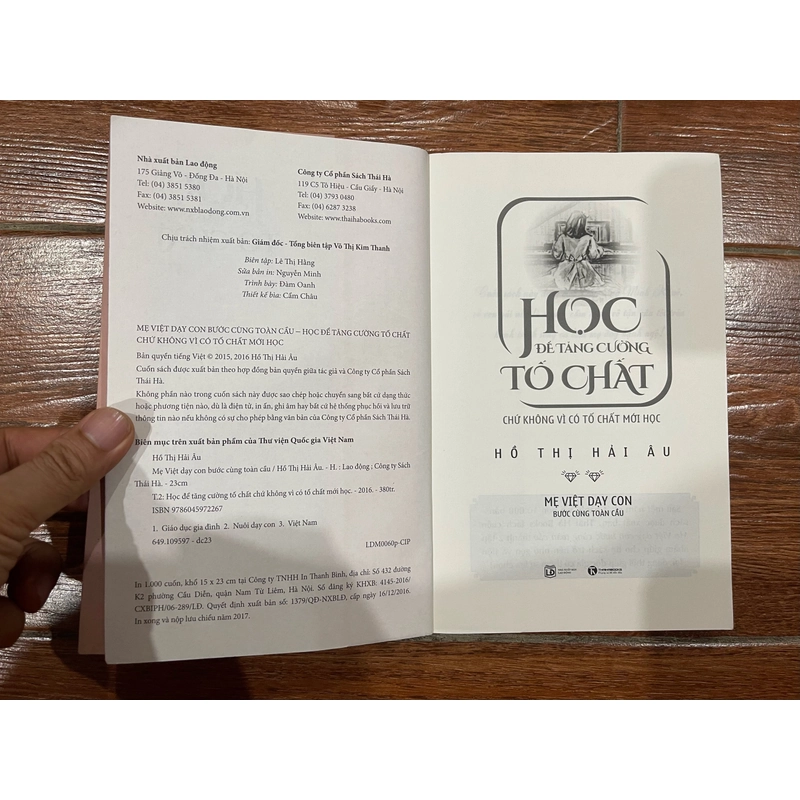 Nhà xuất bản Lao động
175 Giảng Võ - Đống Đa - Hà Nội
Tel: (04) 3851 5380
Fax: (04) 3851 5381
Website: www.nxblaodong.com.vn
Công ty Cổ phần Sách Thái Hà
119 C5 Tô Hiệu - Cầu Giấy - Hà Nội
Tel: (04) 3793 0480
Fax: (04) 6287 3238
Website: www.thaihabooks.com
Chịu trách nhiệm xuất bản: Giám đốc - Tổng biên tập Võ Thị Kim Thanh
Biên tập: Lê Thị Hằng
Sửa bản in: Nguyễn Minh
Trình bày: Đàm Oanh
Thiết kế bìa: Cẩm Châu
MẸ VIỆT DẠY CON BƯỚC CÙNG TOÀN CẦU – HỌC ĐỂ TĂNG CƯỜNG TỐ CHẤT
CHỨ KHÔNG VÌ CÓ TỐ CHẤT MỚI HỌC
Bản quyền tiếng Việt © 2015, 2016 Hồ Thị Hải Âu
Cuốn sách được xuất bản theo hợp đồng bản quyền giữa tác giả và Công ty Cổ phần Sách
Thái Hà.
Không phần nào trong cuốn sách này được sao chép hoặc chuyển sang bất cứ dạng thức
hoặc phương tiện nào, dù là điện tử, in ấn, ghi âm hay bất cứ hệ thống phục hồi và lưu trữ
thông tin nào nếu không có sự cho phép bằng văn bản của Công ty Cổ phần Sách Thái Hà.
Biên mục trên xuất bản phẩm của Thư viện Quốc gia Việt Nam
Hồ Thị Hải Âu
Mẹ Việt dạy con bước cùng toàn cầu / Hồ Thị Hải Âu. - H. : Lao động ; Công ty Sách
Thái Hà. - 23cm
T.2: Học để tăng cường tố chất chứ không vì có tố chất mới học. - 2016. - 380tr.
ISBN 9786045972267
1. Giáo dục gia đình 2. Nuôi dạy con 3. Việt Nam
649.109597 - dc23
LDM0060p-CIP
In 1.000 cuốn, khổ 15 x 23 cm tại Công ty TNHH In Thanh Bình, địa chỉ: Số 432 đường
K2 phường Cầu Diễn, quận Nam Từ Liêm, Hà Nội. Số đăng ký KHXB: 4145-2016/
CXBIPH/06-289/LĐ. Quyết định xuất bản số: 1379/QĐ-NXBLĐ, cấp ngày 16/12/2016.
In xong và nộp lưu chiểu năm 2017.
HỌC
ĐỂ TĂNG CƯỜNG
TỐ CHẤT
CHỨ KHÔNG VÌ CÓ TỐ CHẤT MỚI HỌC
HỒ THỊ HẢI ÂU
MẸ VIỆT DẠY CON
BƯỚC CÙNG TOÀN CẦU
LĐ
THAIHABOOKS